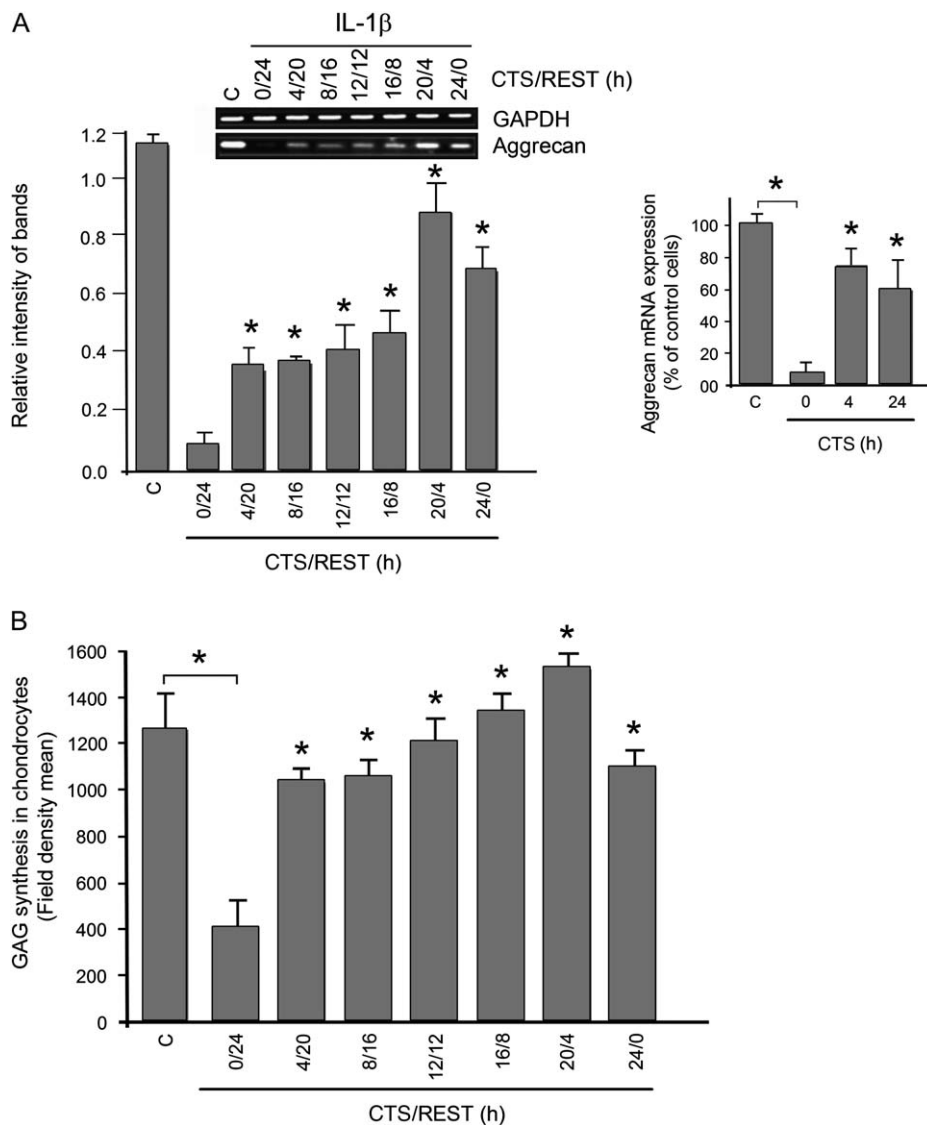 A
IL-1β
C 0/24 4/20 8/16 12/12 16/8 20/4 24/0 CTS/REST (h)
GAPDH
Aggrecan
Relative intensity of bands
1.2
1.0
0.8
0.6
0.4
0.2
0.0
* * * * * *
C 0/24 4/20 8/16 12/12 16/8 20/4 24/0
CTS/REST (h)
Aggrecan mRNA expression
(% of control cells)
100
80
60
40
20
00
* * *
C 0 4 24
CTS (h)
B
GAG synthesis in chondrocytes
(Field density mean)
1600
1400
1200
1000
800
600
400
200
0
* * * * * * *
C 0/24 4/20 8/16 12/12 16/8 20/4 24/0
CTS/REST (h)